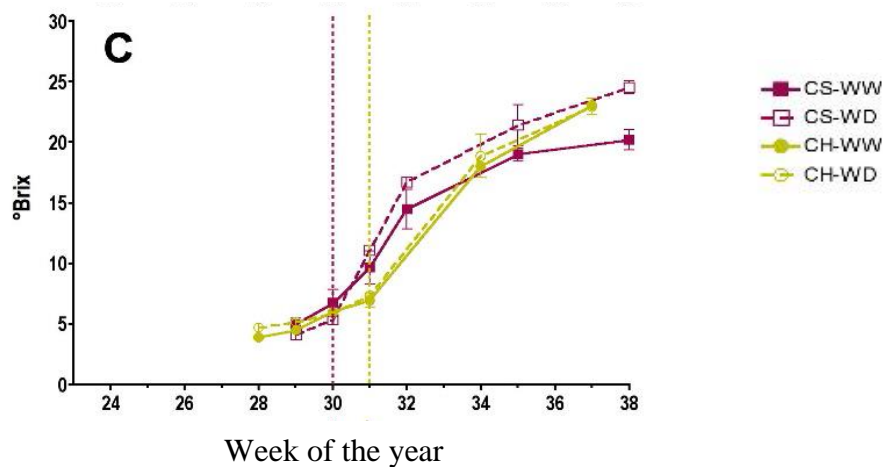 C
30
25
20
15
10
5
0
°Brix
24 26 28 30 32 34 36 38
Week of the year
CS-WW
CS-WD
CH-WW
CH-WD